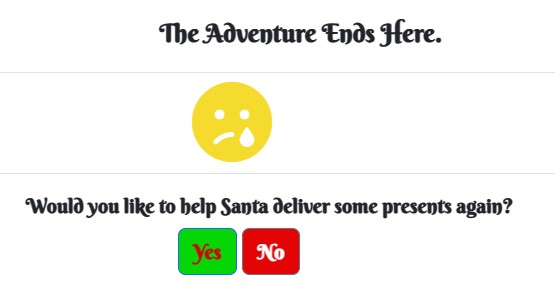 The Adventure Ends Here.
Would you like to help Santa deliver some presents again?
Yes
No